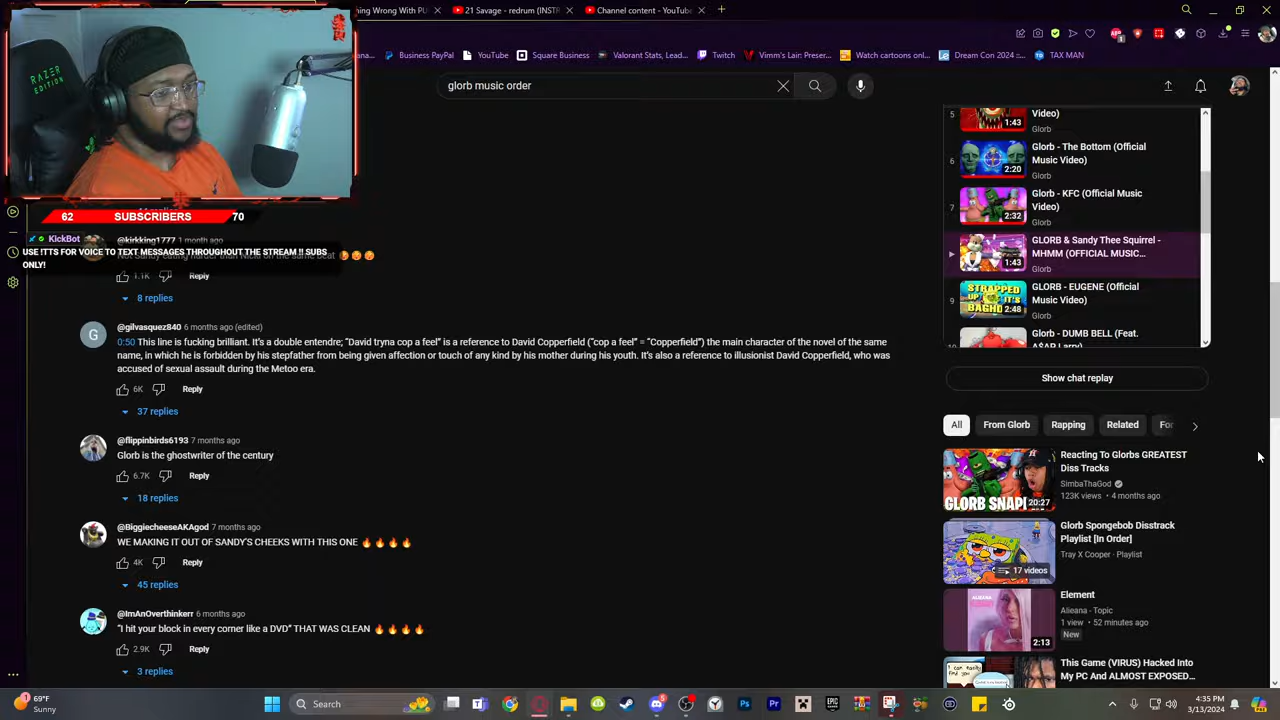 hing Wrong With PU
21 Savage - redrum (INSTR
Channel content - YouTube
Business PayPal
YouTube
Square Business
Valorant Stats, Lead...
Twitch
Vimm's Lair: Preser...
Watch cartoons onl...
Dream Con 2024 ::...
TAX MAN
RAZER
EDITION
glorb music order
62 SUBSCRIBERS 70
KickBot
USE !TTS FOR VOICE TO TEXT MESSAGES THROUGHOUT THE STREAM !! SUBS
ONLY!
@kirkking1777 1 month ago
1.1K Reply
8 replies
G
@gilvasquez840 6 months ago (edited)
0:50 This line is fucking brilliant. It's a double entendre; “David tryna cop a feel” is a reference to David Copperfield (“cop a feel” = “Copperfield”) the main character of the novel of the same
name, in which he is forbidden by his stepfather from being given affection or touch of any kind by his mother during his youth. It's also a reference to illusionist David Copperfield, who was
accused of sexual assault during the Metoo era.
6K Reply
37 replies
@flippinbirds6193 7 months ago
Glorb is the ghostwriter of the century
6.7K Reply
18 replies
@BiggiecheeseAKAgod 7 months ago
WE MAKING IT OUT OF SANDY'S CHEEKS WITH THIS ONE
4K Reply
45 replies
@ImAnOverthinkerr 6 months ago
“I hit your block in every corner like a DVD” THAT WAS CLEAN
2.9K Reply
3 replies
5
1:43
Video)
Glorb
6
2:20
Glorb - The Bottom (Official
Music Video)
Glorb
7
2:32
Glorb - KFC (Official Music
Video)
Glorb
1:43
GLORB & Sandy Thee Squirrel -
MHMM (OFFICIAL MUSIC...
Glorb
9
STRAPPED
UP IT'S
BAGHD
2:48
GLORB - EUGENE (Official
Music Video)
Glorb
GLORB - DUMB BELL (Feat.
Show chat replay
All
From Glorb
Rapping
Related
For
GLORB SNAP
20:27
Reacting To Glorbs GREATEST
Diss Tracks
SimbaThaGod
123K views • 4 months ago
17 videos
Glorb Spongebob Disstrack
Playlist [In Order]
Tray X Cooper • Playlist
2:13
Element
Alieana - Topic
1 view • 52 minutes ago
New
This Game (VIRUS) Hacked Into
My PC And ALMOST EXPOSED...
69°F
Sunny
Search
4:35 PM
3/13/2024